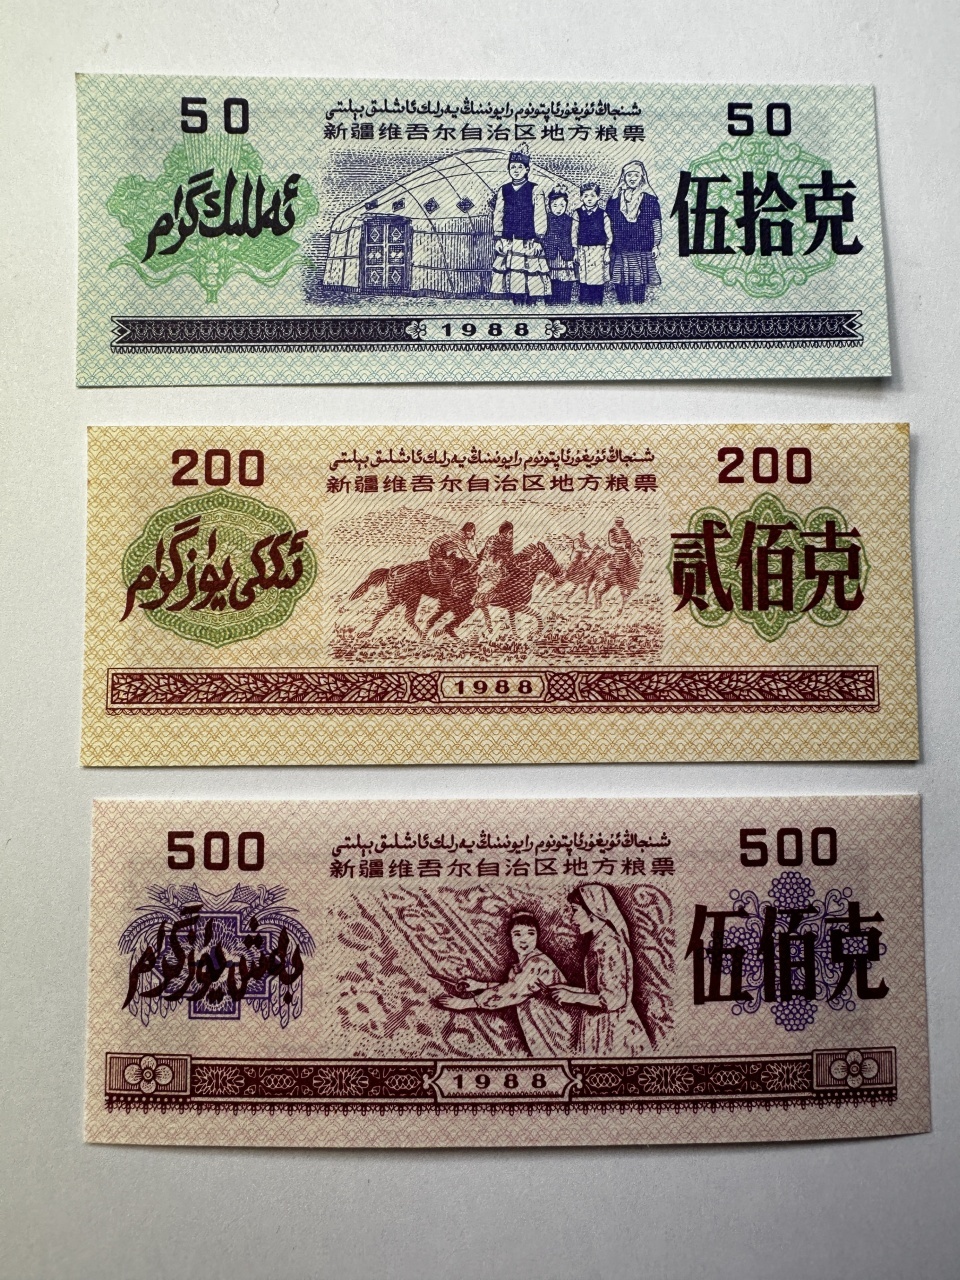 50
شىنجاڭ ئۇيغۇر ئاپتونوم رايونىنىڭ يەرلىك ئاشلىق بېلىتى
新疆维吾尔自治区地方粮票
50
ئەللىك گرام
伍拾克
1988
200
شىنجاڭ ئۇيغۇر ئاپتونوم رايونىنىڭ يەرلىك ئاشلىق بېلىتى
新疆维吾尔自治区地方粮票
200
ئىككى يۈز گرام
贰佰克
1988
500
شىنجاڭ ئۇيغۇر ئاپتونوم رايونىنىڭ يەرلىك ئاشلىق بېلىتى
新疆维吾尔自治区地方粮票
500
بەش يۈز گرام
伍佰克
1988